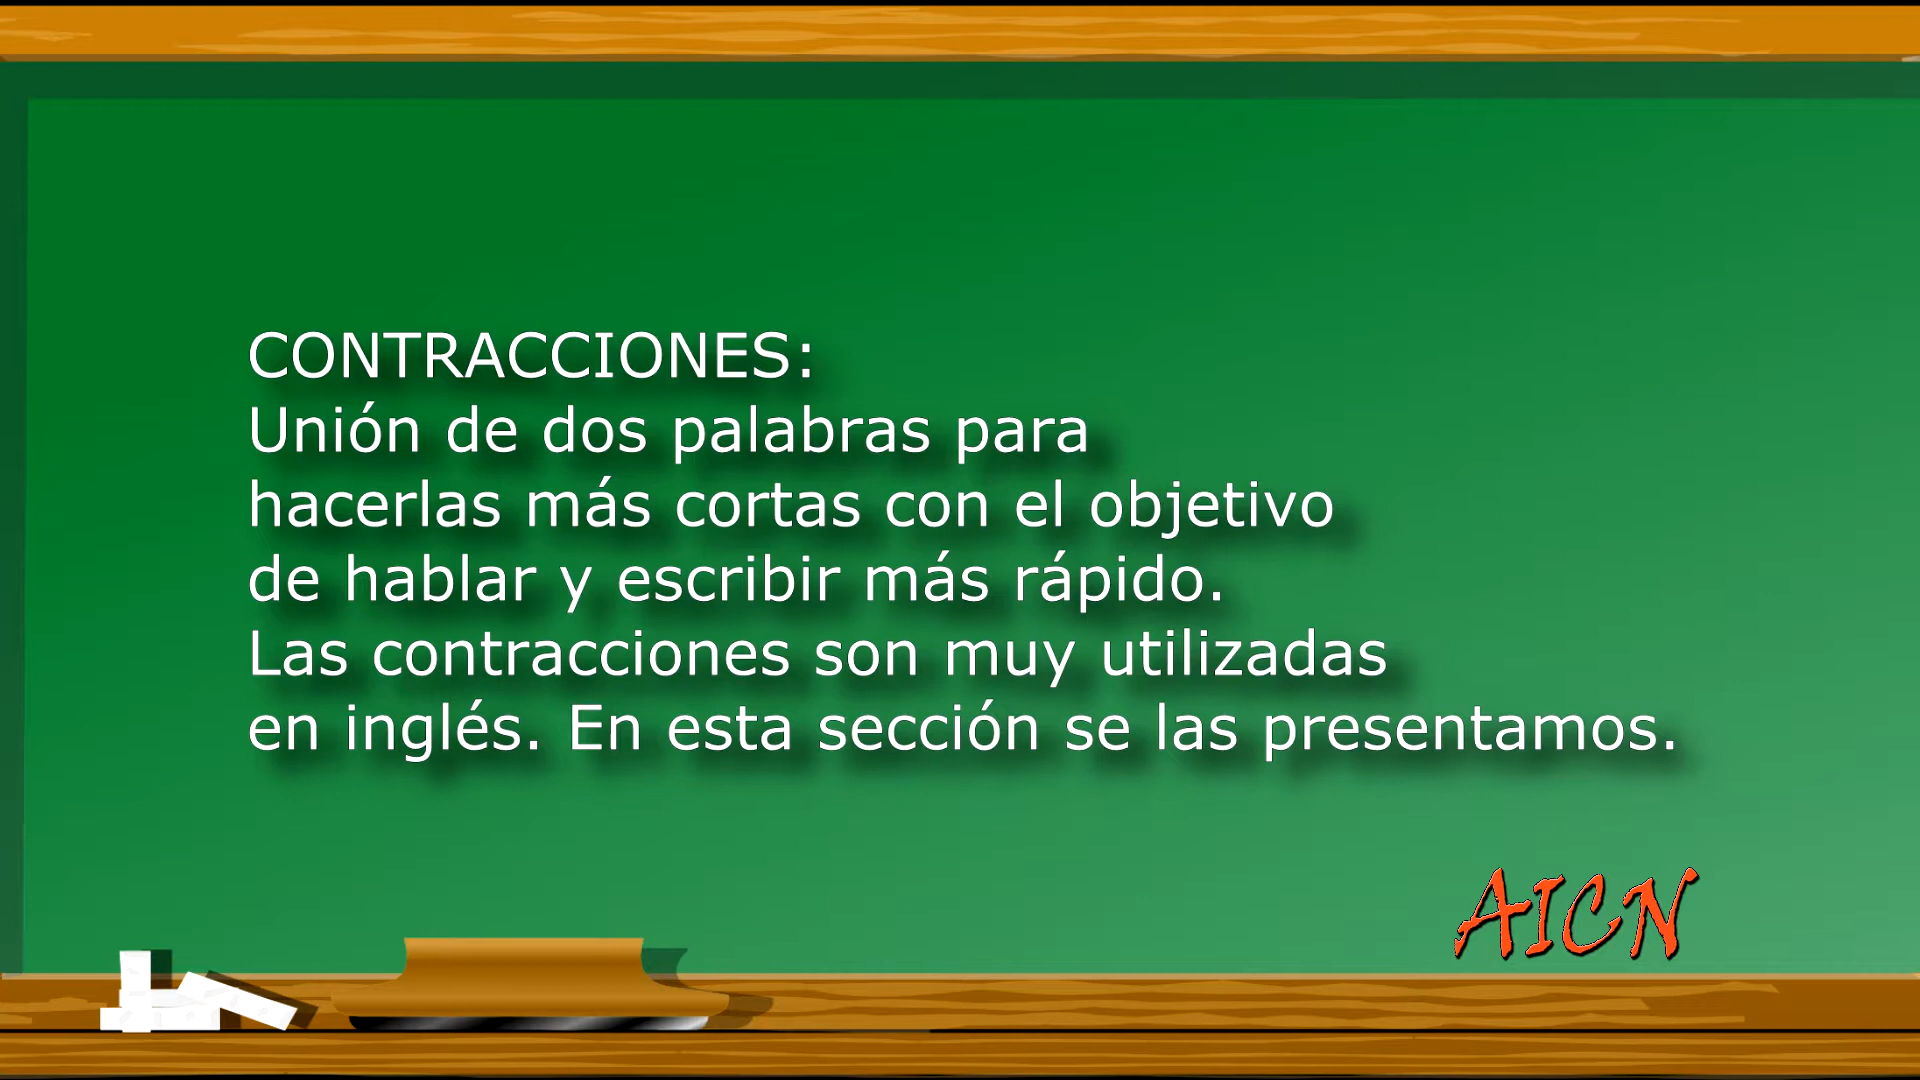 CONTRACCIONES:
Unión de dos palabras para
hacerlas más cortas con el objetivo
de hablar y escribir más rápido.
Las contracciones son muy utilizadas
en inglés. En esta sección se las presentamos.
AICN